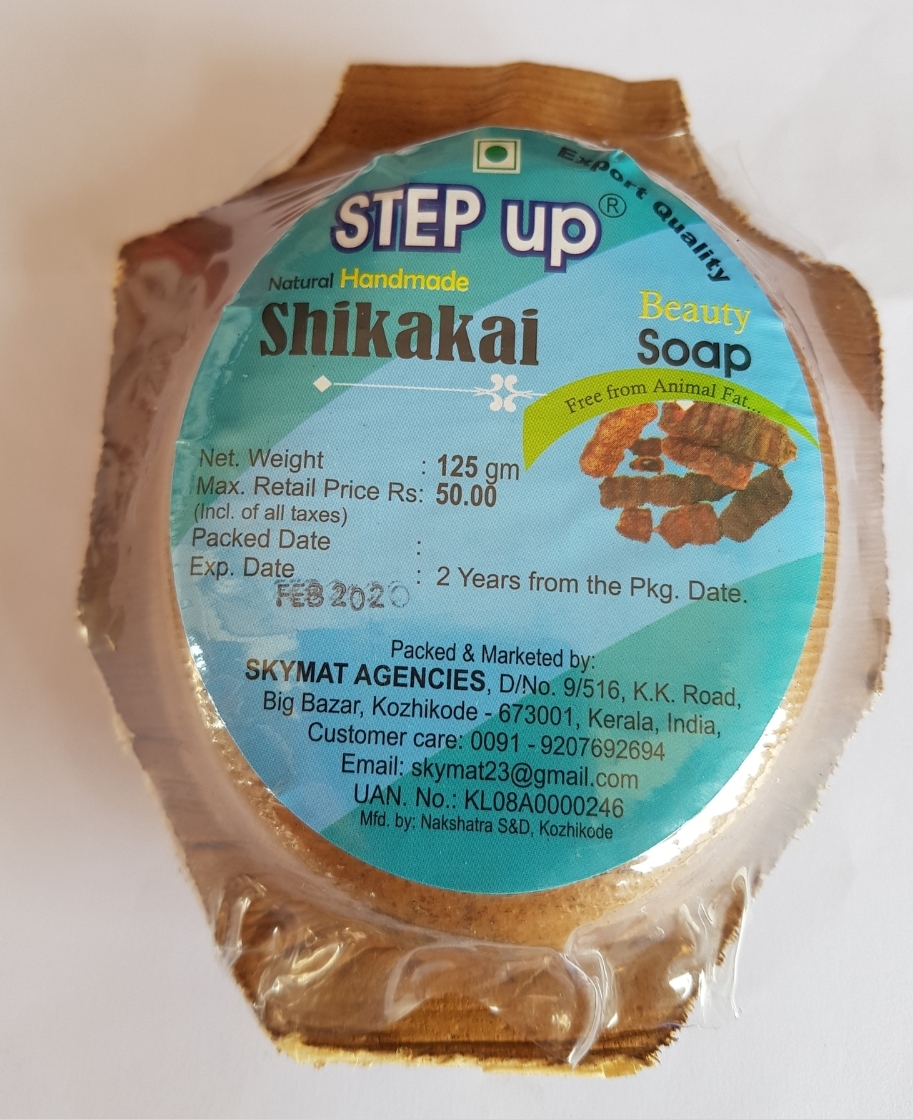 Export Quality
STEP up®
Natural Handmade
Shikakai
Beauty
Soap
Free from Animal Fat...
Net. Weight : 125 gm
Max. Retail Price Rs: 50.00
(Incl. of all taxes)
Packed Date :
Exp. Date : 2 Years from the Pkg. Date.
FEB 2020
Packed & Marketed by:
SKYMAT AGENCIES, D/No. 9/516, K.K. Road,
Big Bazar, Kozhikode - 673001, Kerala, India,
Customer care: 0091 - 9207692694
Email: skymat23@gmail.com
UAN. No.: KL08A0000246
Mfd. by: Nakshatra S&D, Kozhikode